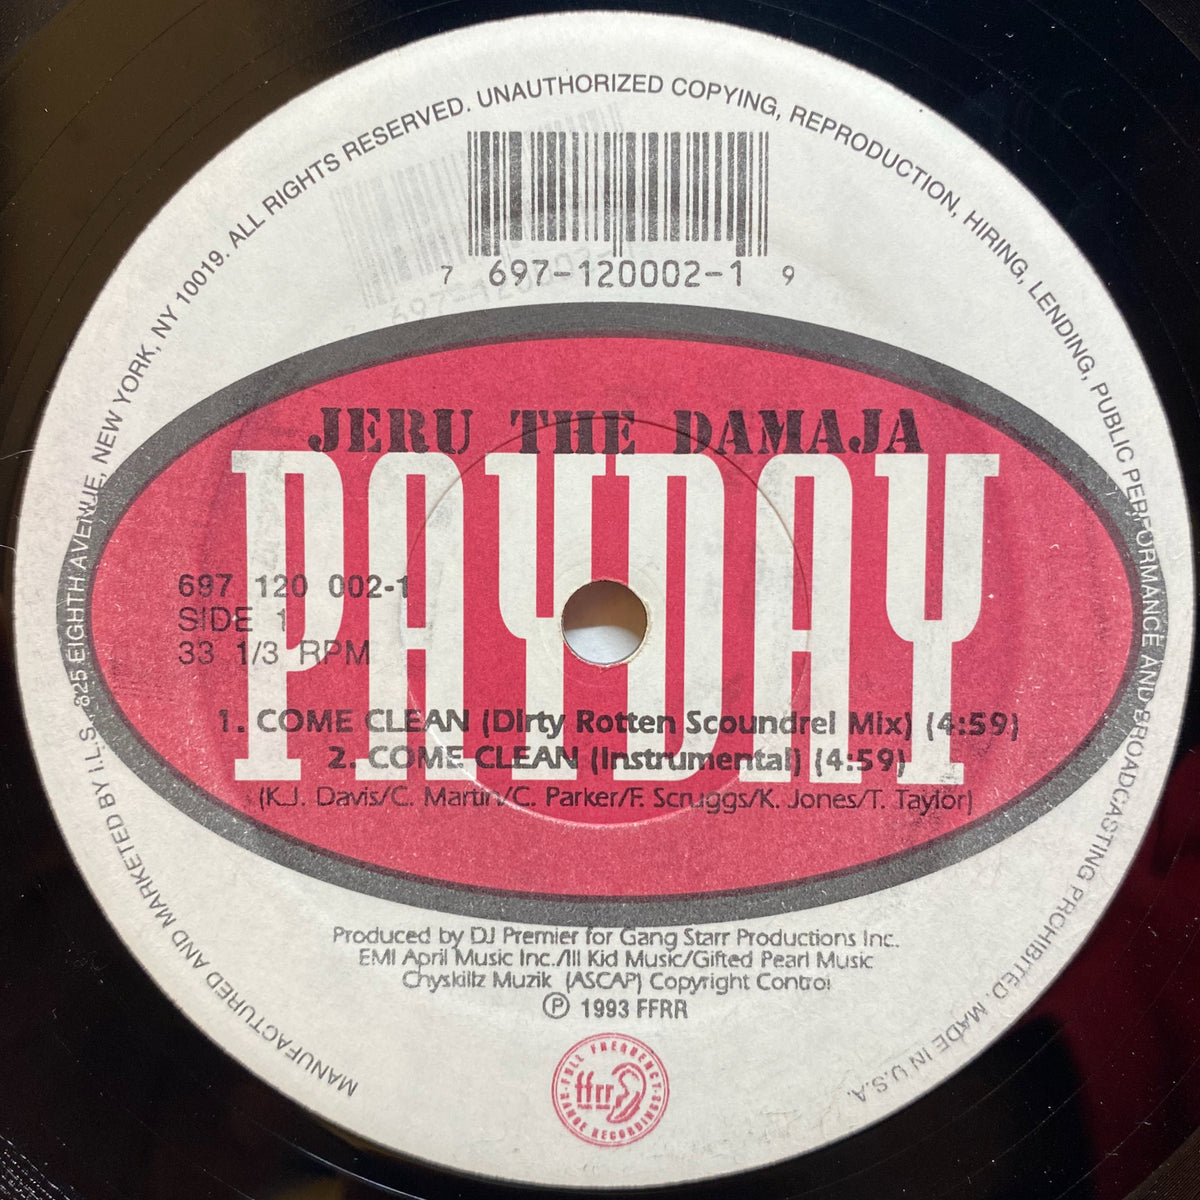 MANUFACTURED AND MARKETED BY I.L.S., 825 EIGHTH AVENUE, NEW YORK, NY 10019. ALL RIGHTS RESERVED. UNAUTHORIZED COPYING, REPRODUCTION, HIRING, LENDING, PUBLIC PERFORMANCE AND BROADCASTING PROHIBITED. MADE IN U.S.A.
7 697-120002-1 9
JERU THE DAMAJA
PAYDAY
697 120 002-1
SIDE 1
33 1/3 RPM
1. COME CLEAN (Dirty Rotten Scoundrel Mix) (4:59)
2. COME CLEAN (Instrumental) (4:59)
(K.J. Davis/C. Martin/C. Parker/F. Scruggs/K. Jones/T. Taylor)
Produced by DJ Premier for Gang Starr Productions Inc.
EMI April Music Inc./Ill Kid Music/Gifted Pearl Music
Chyskillz Muzik (ASCAP) Copyright Control
Ⓟ 1993 FFRR
FULL FREQUENCY
ffrr
RANGE RECORDINGS